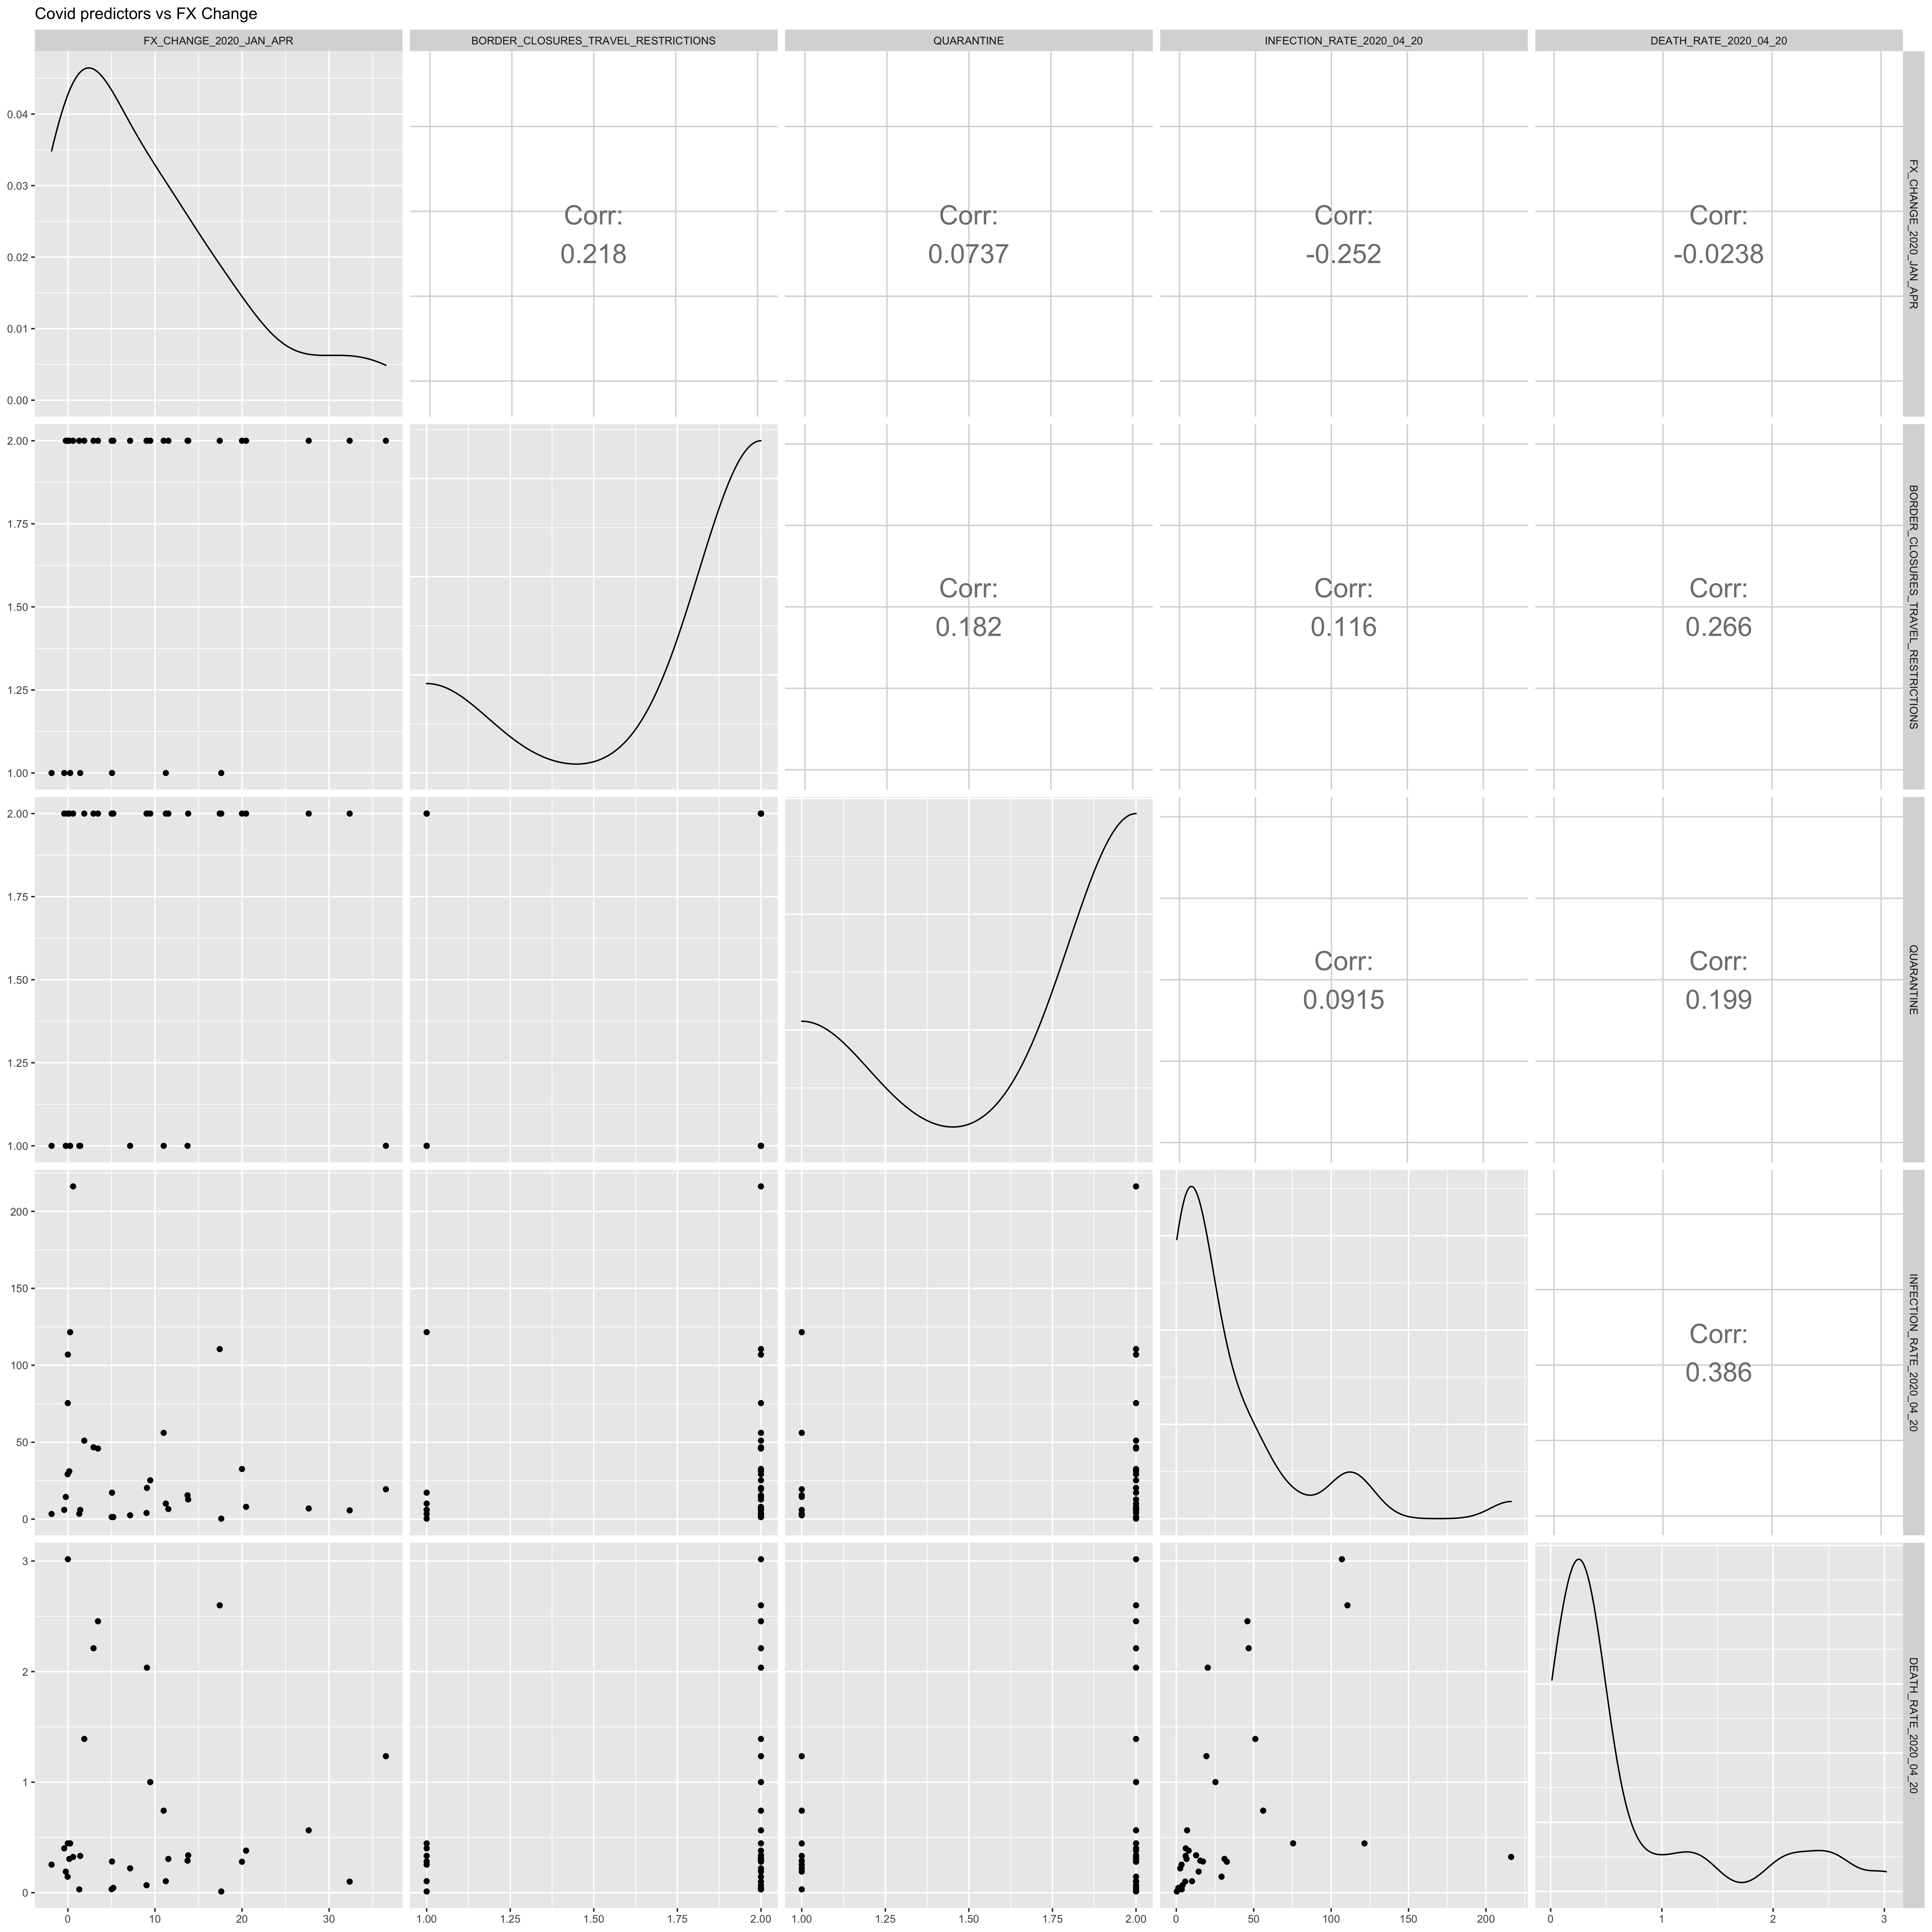 Covid predictors vs FX Change
FX_CHANGE_2020_JAN_APR
BORDER_CLOSURES_TRAVEL_RESTRICTIONS
QUARANTINE
INFECTION_RATE_2020_04_20
DEATH_RATE_2020_04_20
0.04
0.03
0.02
0.01
0.00
Corr:
0.218
Corr:
0.0737
Corr:
-0.252
Corr:
-0.0238
FX_CHANGE_2020_JAN_APR
2.00
1.75
1.50
1.25
1.00
Corr:
0.182
Corr:
0.116
Corr:
0.266
BORDER_CLOSURES_TRAVEL_RESTRICTIONS
2.00
1.75
1.50
1.25
1.00
Corr:
0.0915
Corr:
0.199
QUARANTINE
200
150
100
50
0
Corr:
0.386
INFECTION_RATE_2020_04_20
3
2
1
0
DEATH_RATE_2020_04_20
0 10 20 30
1.00 1.25 1.50 1.75 2.00
1.00 1.25 1.50 1.75 2.00
0 50 100 150 200
0 1 2 3